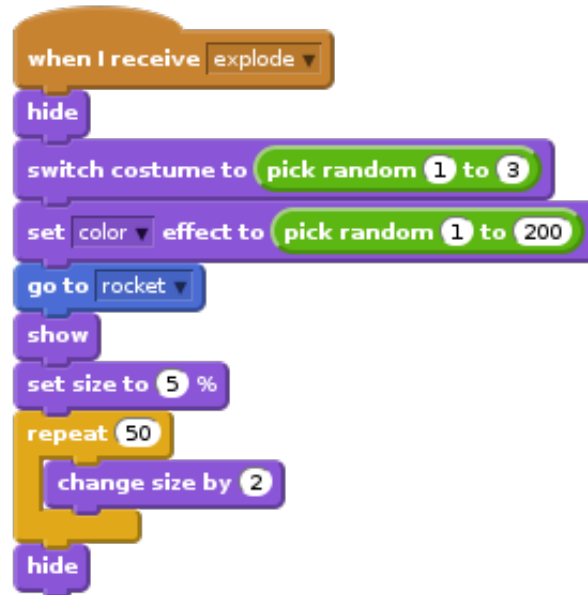 when I receive explode
hide
switch costume to pick random 1 to 3
set color effect to pick random 1 to 200
go to rocket
show
set size to 5 %
repeat 50
change size by 2
hide